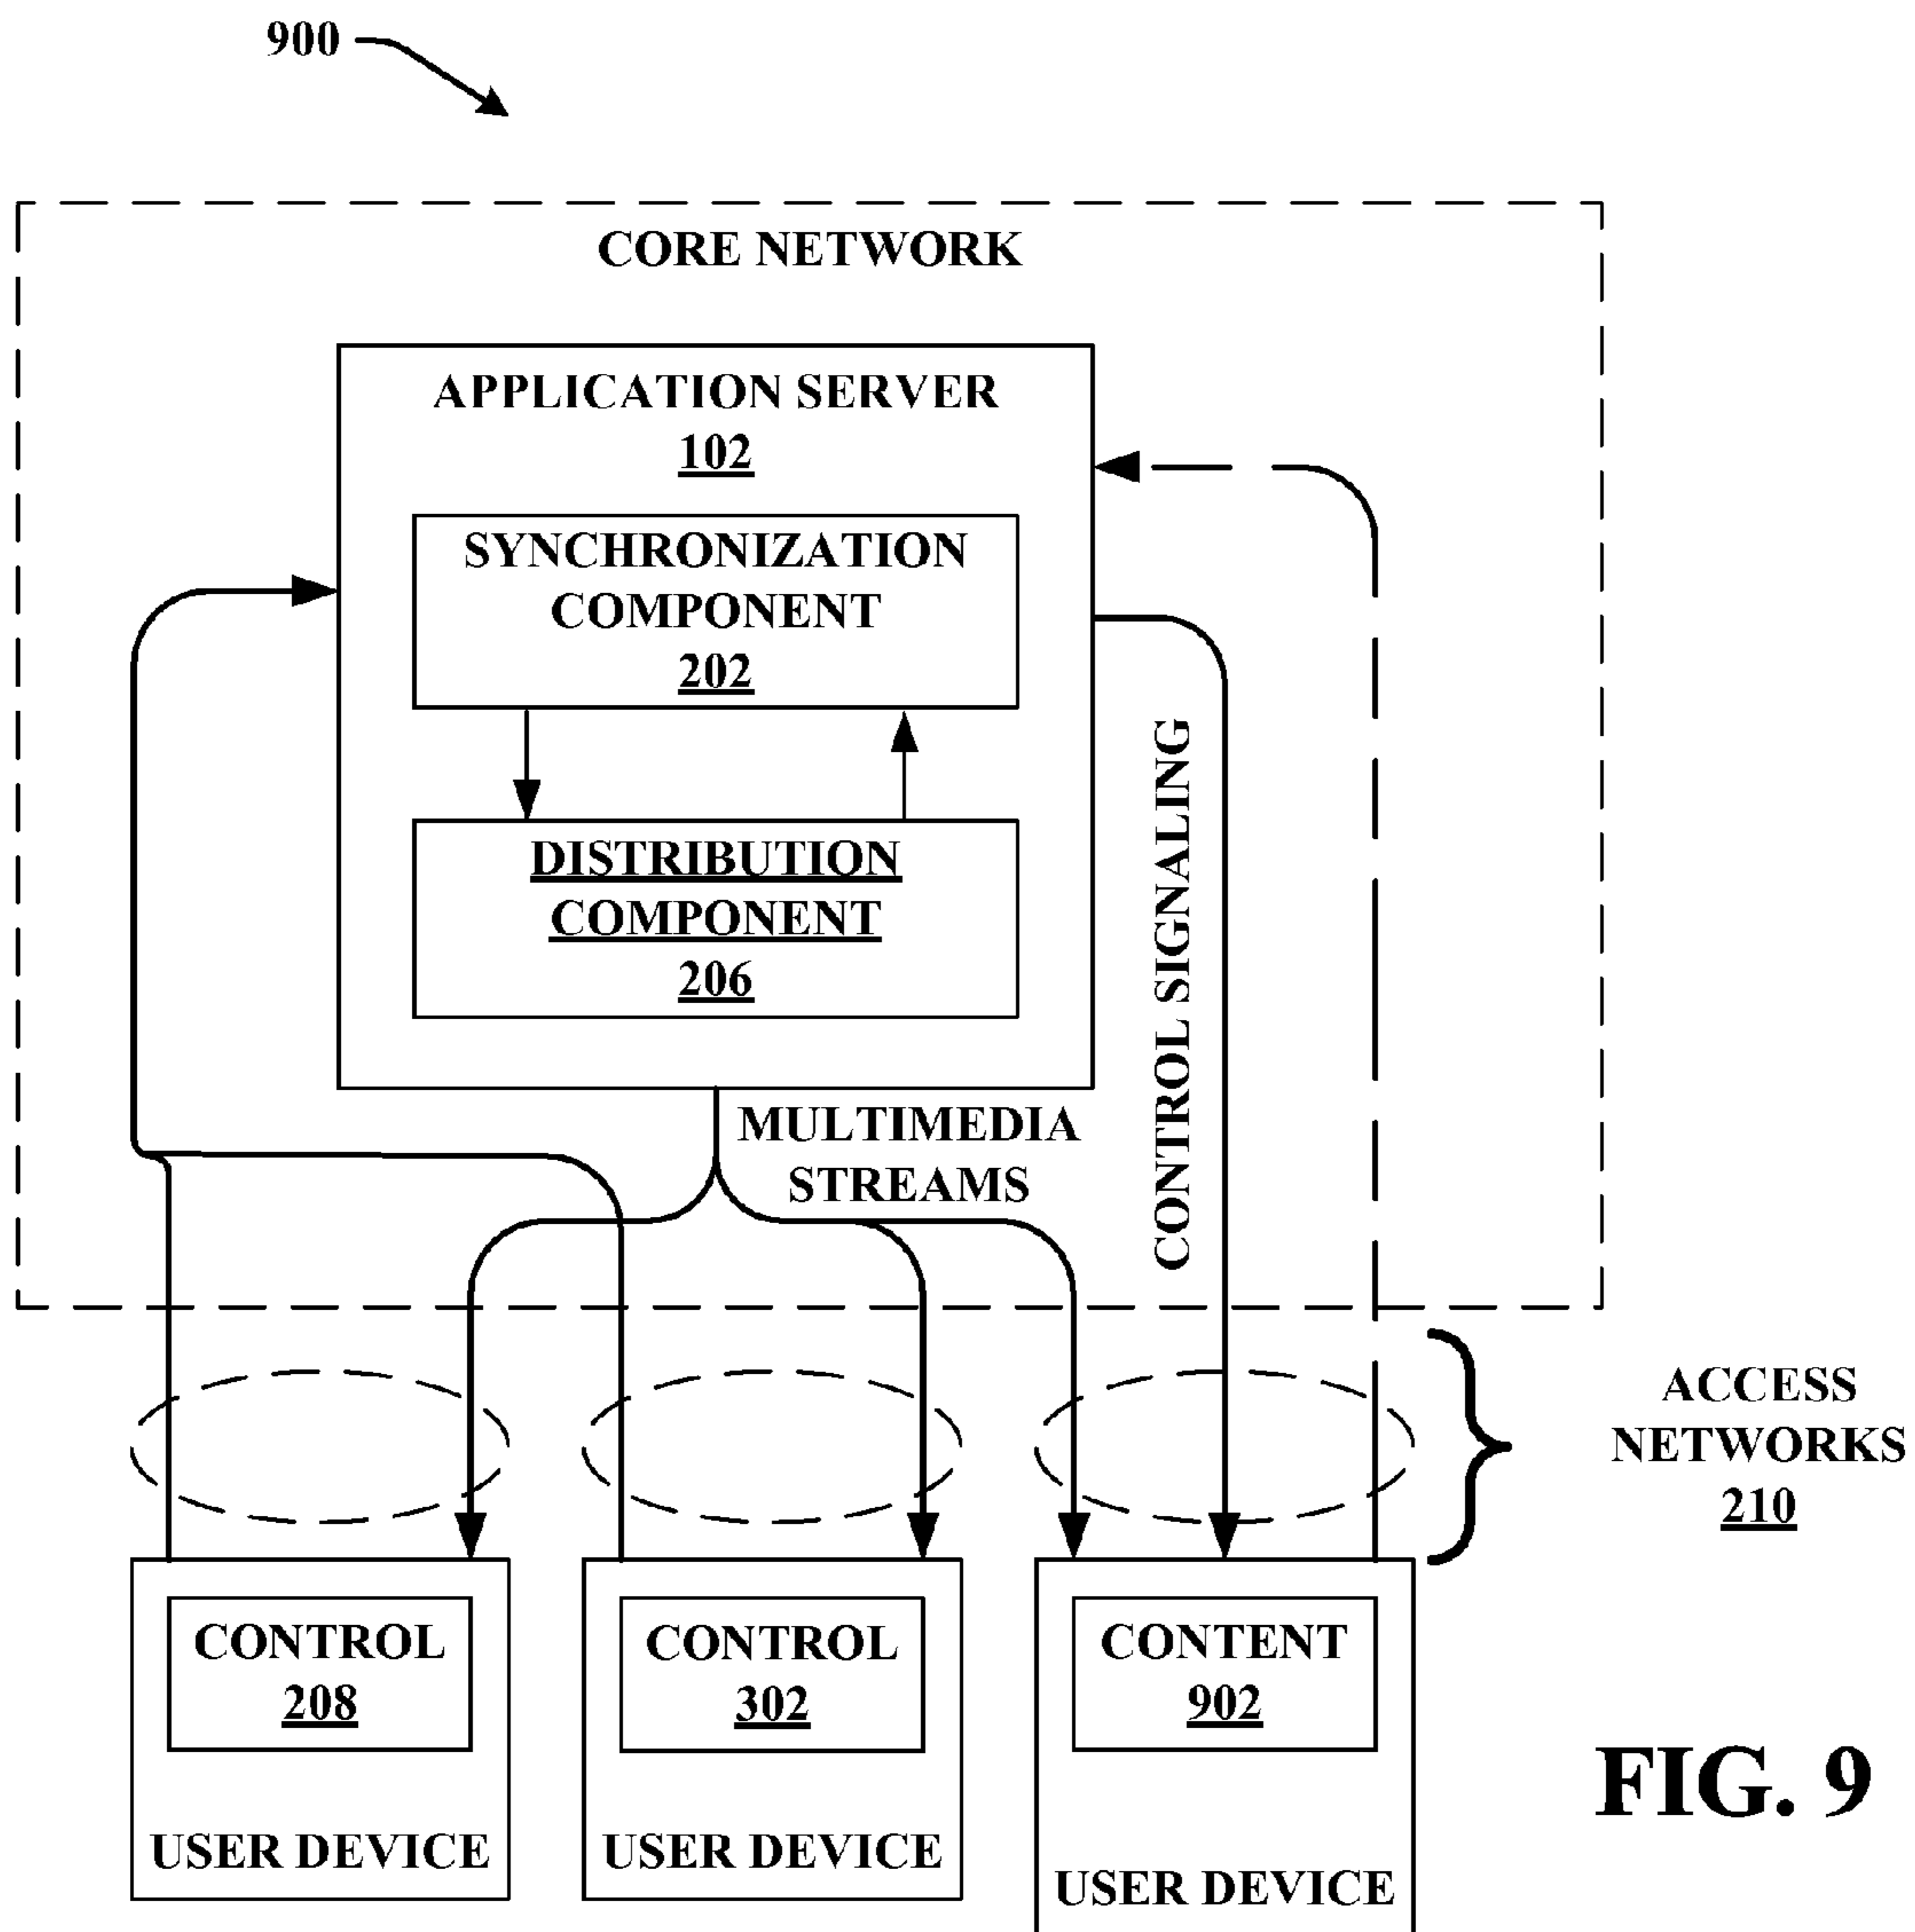 900
CORE NETWORK
APPLICATION SERVER
102
SYNCHRONIZATION
COMPONENT
202
DISTRIBUTION
COMPONENT
206
CONTROL SIGNALING
MULTIMEDIA
STREAMS
ACCESS
NETWORKS
210
CONTROL
208
USER DEVICE
CONTROL
302
USER DEVICE
CONTENT
902
USER DEVICE
FIG. 9